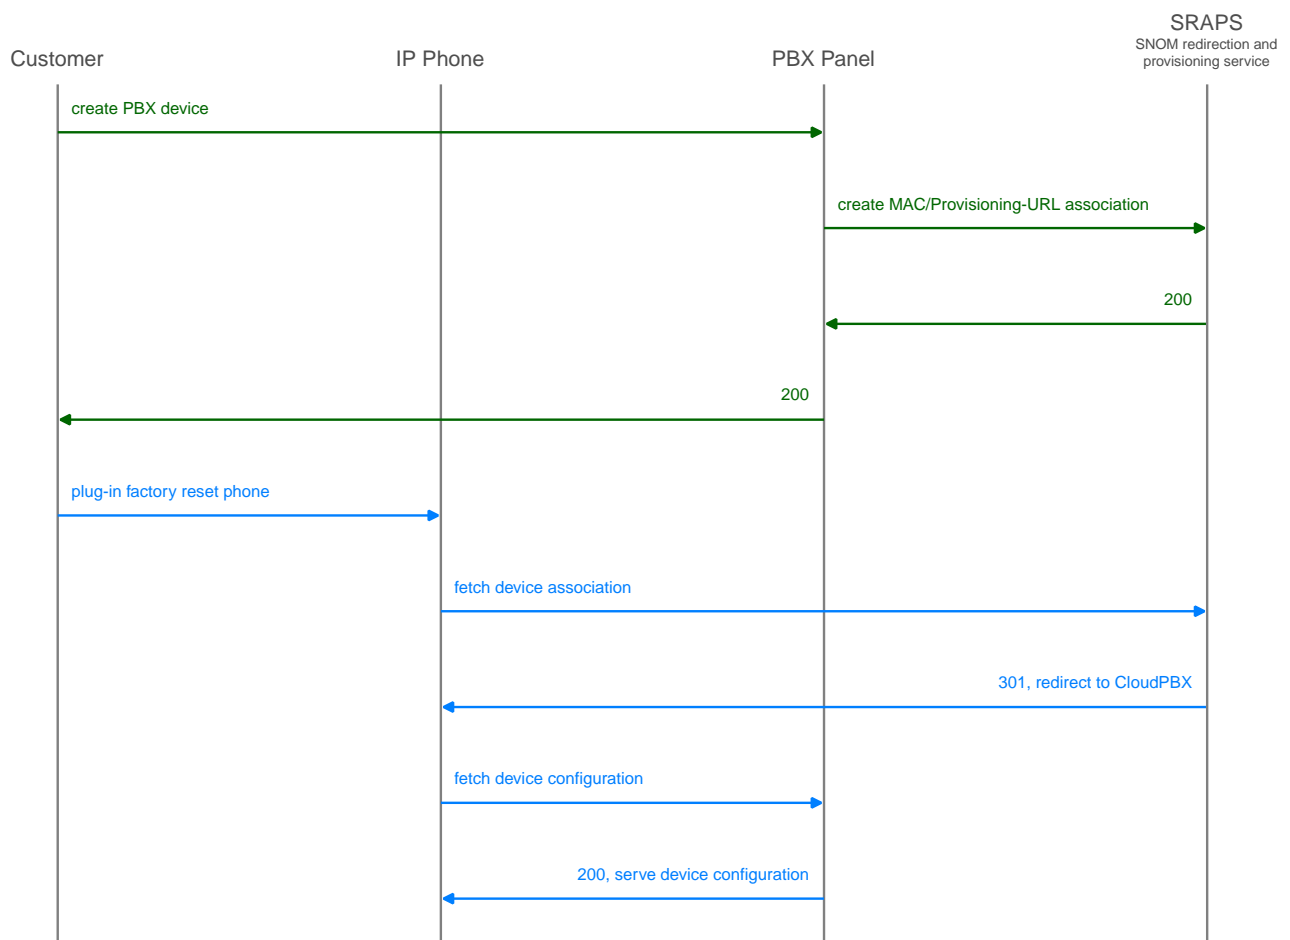 SRAPS
SNOM redirection and
provisioning service
Customer
IP Phone
PBX Panel
create PBX device
create MAC/Provisioning-URL association
200
200
plug-in factory reset phone
fetch device association
301, redirect to CloudPBX
fetch device configuration
200, serve device configuration